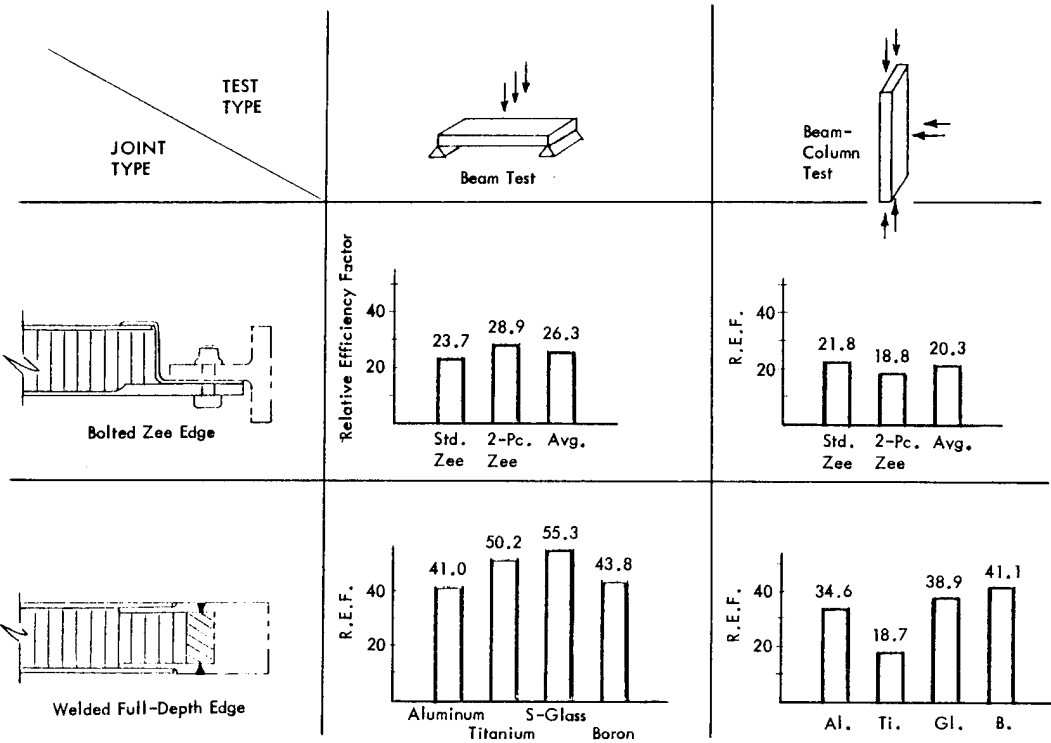 TEST
TYPE
JOINT
TYPE
Beam Test
Beam-
Column
Test
Bolted Zee Edge
Relative Efficiency Factor
40
20
23.7
28.9
26.3
Std.
Zee
2-Pc.
Zee
Avg.
R.E.F.
40
20
21.8
18.8
20.3
Std.
Zee
2-Pc.
Zee
Avg.
Welded Full-Depth Edge
R.E.F.
40
20
41.0
50.2
55.3
43.8
Aluminum
Titanium
S-Glass
Boron
R.E.F.
40
20
34.6
18.7
38.9
41.1
Al.
Ti.
Gl.
B.